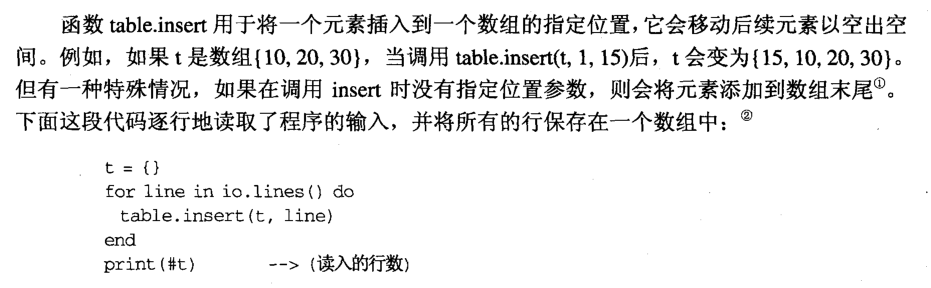 函数 table.insert 用于将一个元素插入到一个数组的指定位置,它会移动后续元素以空出空
间。例如，如果 t 是数组{10, 20, 30}，当调用 table.insert(t, 1, 15)后，t 会变为{15, 10, 20, 30}。
但有一种特殊情况，如果在调用 insert 时没有指定位置参数，则会将元素添加到数组末尾①。
下面这段代码逐行地读取了程序的输入，并将所有的行保存在一个数组中：②
t = {}
for line in io.lines() do
  table.insert(t, line)
end
print(#t) --> (读入的行数)